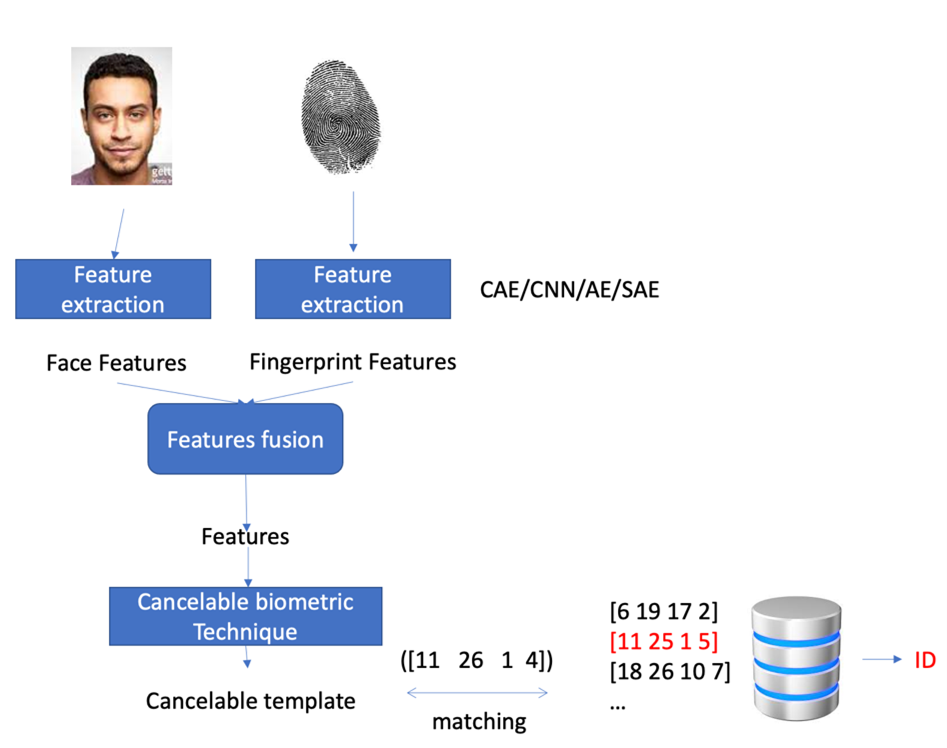 gett
Feature
extraction
Feature
extraction
CAE/CNN/AE/SAE
Face Features
Fingerprint Features
Features fusion
Features
Cancelable biometric
Technique
Cancelable template
([11 26 1 4])
matching
[6 19 17 2]
[11 25 1 5]
[18 26 10 7]
...
ID